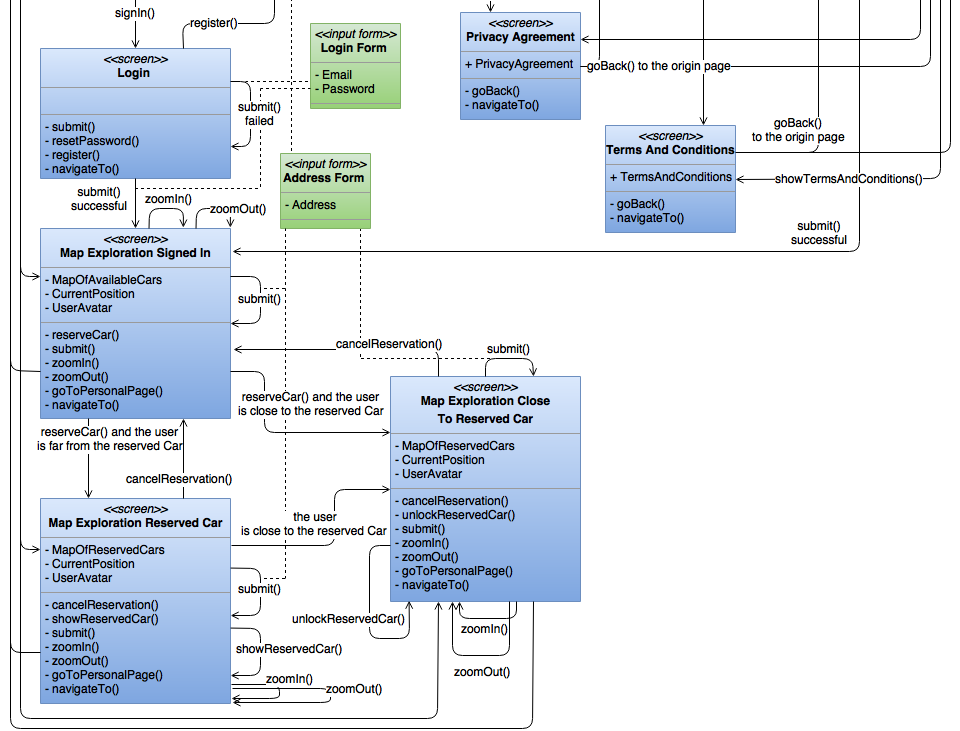 signIn()
register()
<<screen>>
Login
- submit()
- resetPassword()
- register()
- navigateTo()
submit()
failed
<<input form>>
Login Form
- Email
- Password
<<screen>>
Privacy Agreement
+ PrivacyAgreement
- goBack()
- navigateTo()
goBack() to the origin page
<<screen>>
Terms And Conditions
+ TermsAndConditions
- goBack()
- navigateTo()
goBack()
to the origin page
showTermsAndConditions()
<<input form>>
Address Form
- Address
submit()
successful
zoomIn()
zoomOut()
submit()
successful
<<screen>>
Map Exploration Signed In
- MapOfAvailableCars
- CurrentPosition
- UserAvatar
- reserveCar()
- submit()
- zoomIn()
- zoomOut()
- goToPersonalPage()
- navigateTo()
submit()
cancelReservation()
submit()
reserveCar() and the user
is close to the reserved Car
<<screen>>
Map Exploration Close
To Reserved Car
- MapOfReservedCars
- CurrentPosition
- UserAvatar
- cancelReservation()
- unlockReservedCar()
- submit()
- zoomIn()
- zoomOut()
- goToPersonalPage()
- navigateTo()
reserveCar() and the user
is far from the reserved Car
cancelReservation()
<<screen>>
Map Exploration Reserved Car
- MapOfReservedCars
- CurrentPosition
- UserAvatar
- cancelReservation()
- showReservedCar()
- submit()
- zoomIn()
- zoomOut()
- goToPersonalPage()
- navigateTo()
the user
is close to the reserved Car
submit()
showReservedCar()
zoomIn()
zoomOut()
unlockReservedCar()
zoomIn()
zoomOut()